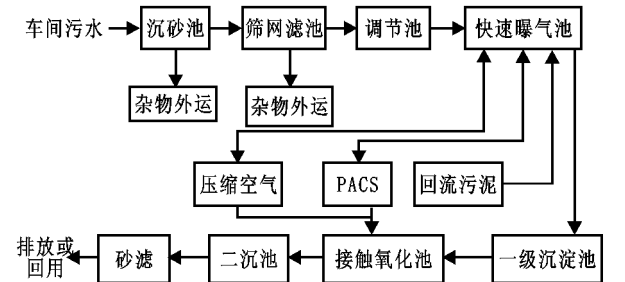 车间污水
沉砂池
筛网滤池
调节池
快速曝气池
杂物外运
杂物外运
压缩空气
PACS
回流污泥
排放或
回用
砂滤
二沉池
接触氧化池
一级沉淀池